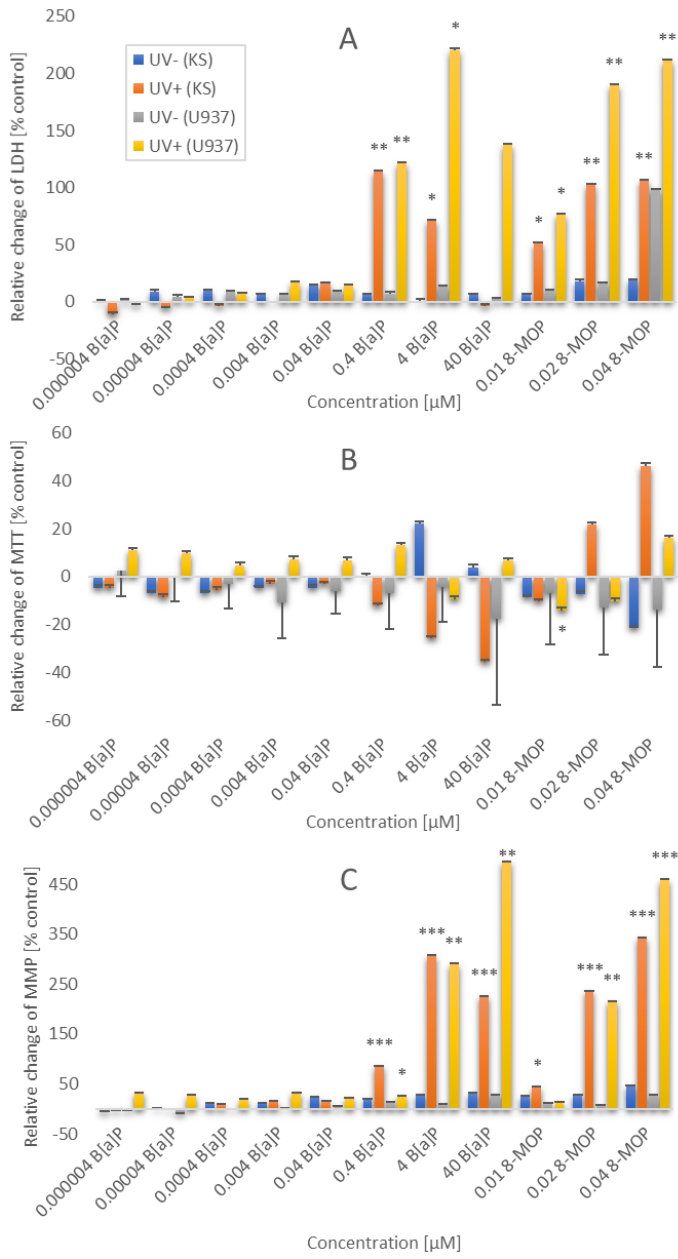 A
Relative change of LDH [% control]
250
200
150
100
50
0
-50
UV- (KS)
UV+ (KS)
UV- (U937)
UV+ (U937)
** ** * * * * ** ** ** **
0.000004 B[a]P
0.00004 B[a]P
0.0004 B[a]P
0.004 B[a]P
0.04 B[a]P
0.4 B[a]P
4 B[a]P
40 B[a]P
0.01 8-MOP
0.02 8-MOP
0.04 8-MOP
Concentration [µM]
B
Relative change of MTT [% control]
60
40
20
0
-20
-40
-60
*
0.000004 B[a]P
0.00004 B[a]P
0.0004 B[a]P
0.004 B[a]P
0.04 B[a]P
0.4 B[a]P
4 B[a]P
40 B[a]P
0.01 8-MOP
0.02 8-MOP
0.04 8-MOP
Concentration [µM]
C
Relative change of MMP [% control]
450
350
250
150
50
-50
*** * *** ** *** ** * *** ** *** ***
0.000004 B[a]P
0.00004 B[a]P
0.0004 B[a]P
0.004 B[a]P
0.04 B[a]P
0.4 B[a]P
4 B[a]P
40 B[a]P
0.01 8-MOP
0.02 8-MOP
0.04 8-MOP
Concentration [µM]